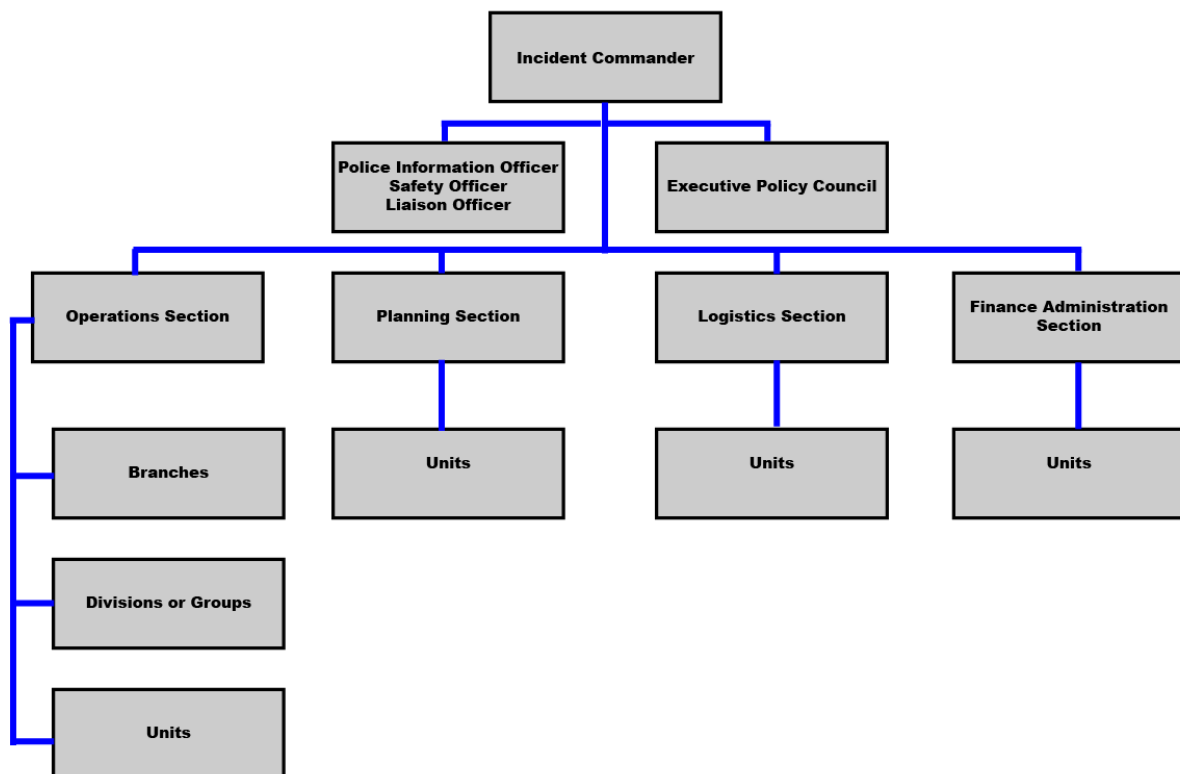 Incident Commander
Police Information Officer
Safety Officer
Liaison Officer
Executive Policy Council
Operations Section
Planning Section
Logistics Section
Finance Administration
Section
Branches
Units
Units
Units
Divisions or Groups
Units